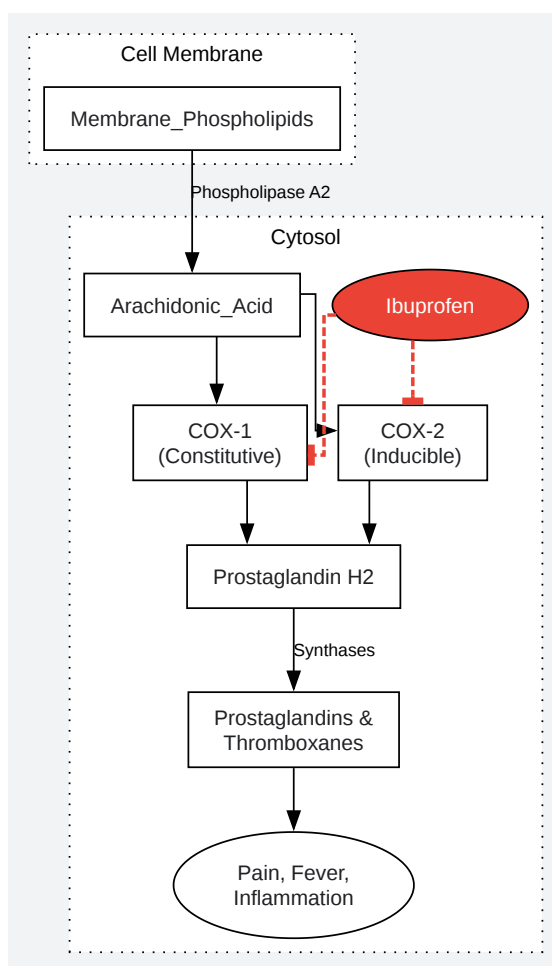 Cell Membrane
Membrane_Phospholipids
Phospholipase A2
Cytosol
Arachidonic_Acid
Ibuprofen
COX-1
(Constitutive)
COX-2
(Inducible)
Prostaglandin H2
Synthases
Prostaglandins &
Thromboxanes
Pain, Fever,
Inflammation